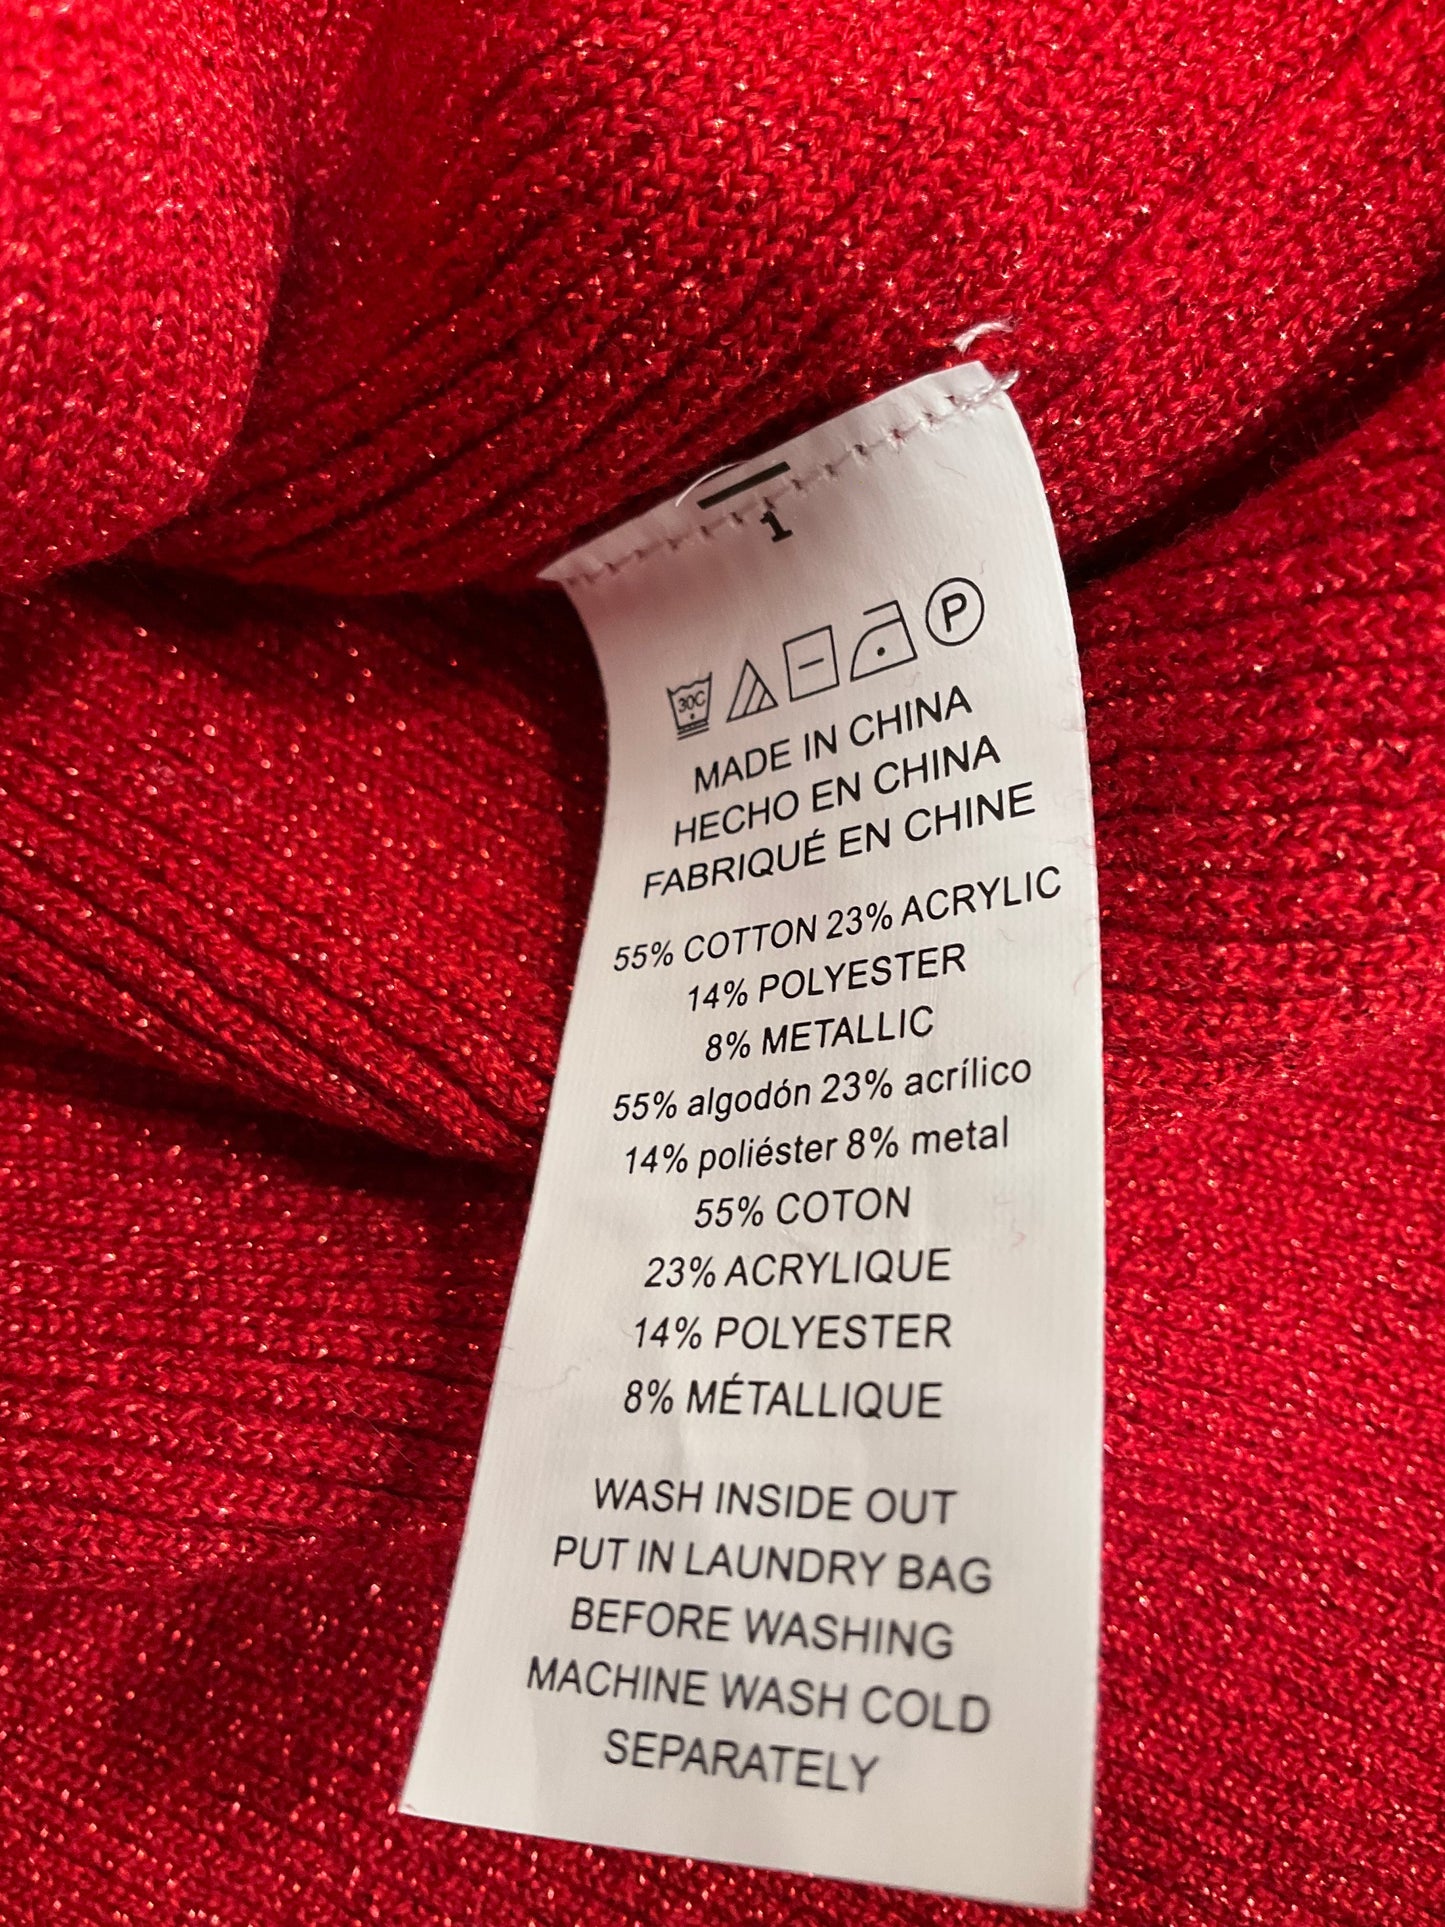 1
30C
P
MADE IN CHINA
HECHO EN CHINA
FABRIQUÉ EN CHINE
55% COTTON 23% ACRYLIC
14% POLYESTER
8% METALLIC
55% algodón 23% acrílico
14% poliéster 8% metal
55% COTON
23% ACRYLIQUE
14% POLYESTER
8% MÉTALLIQUE
WASH INSIDE OUT
PUT IN LAUNDRY BAG
BEFORE WASHING
MACHINE WASH COLD
SEPARATELY